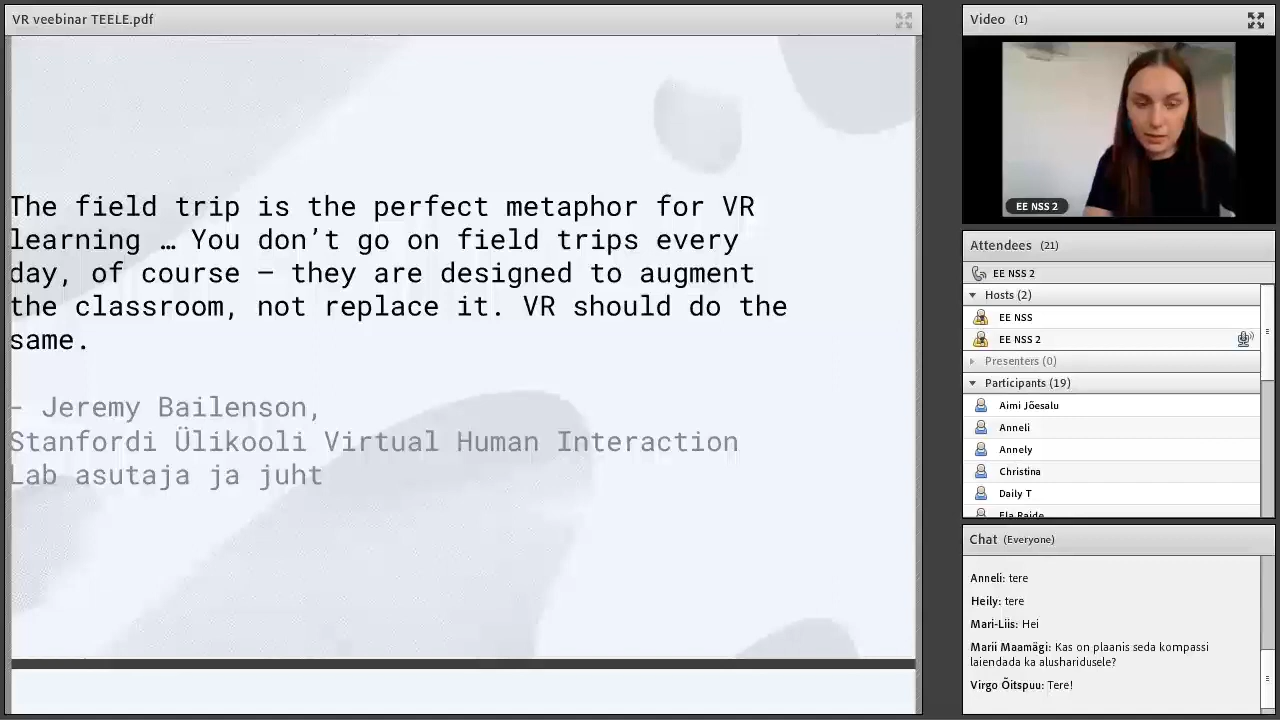 VR veebinar TEELE.pdf
The field trip is the perfect metaphor for VR
learning … You don’t go on field trips every
day, of course – they are designed to augment
the classroom, not replace it. VR should do the
same.
- Jeremy Bailenson,
Stanfordi Ülikooli Virtual Human Interaction
Lab asutaja ja juht
Video (1)
EE NSS 2
Attendees (21)
EE NSS 2
Hosts (2)
EE NSS
EE NSS 2
Presenters (0)
Participants (19)
Aimi Jõesalu
Anneli
Annely
Christina
Daily T
Ela Raide
Chat (Everyone)
Anneli: tere
Heily: tere
Mari-Liis: Hei
Marii Maamägi: Kas on plaanis seda kompassi
laiendada ka alusharidusele?
Virgo Õitspuu: Tere!